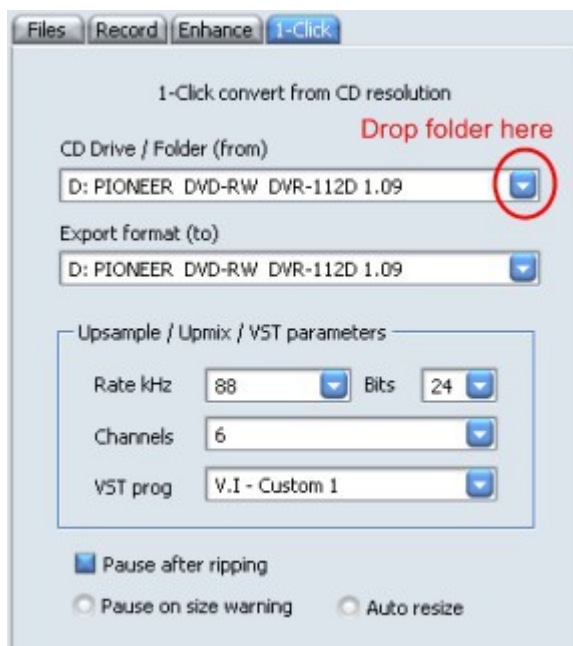 Files Record Enhance 1-Click
1-Click convert from CD resolution
Drop folder here
CD Drive / Folder (from)
D: PIONEER DVD-RW DVR-112D 1.09
Export format (to)
D: PIONEER DVD-RW DVR-112D 1.09
Upsample / Upmix / VST parameters
Rate kHz 88 Bits 24
Channels 6
VST prog V.I - Custom 1
Pause after ripping
Pause on size warning Auto resize